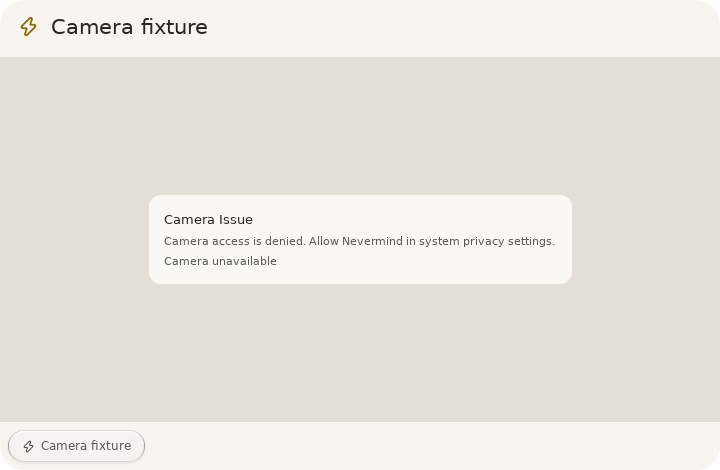 Camera fixture
Camera Issue
Camera access is denied. Allow Nevermind in system privacy settings.
Camera unavailable
Camera fixture